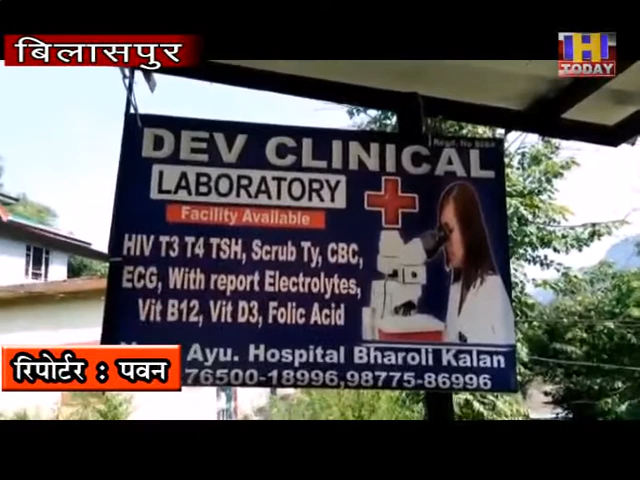 बिलासपुर
H
TODAY
DEV CLINICAL
LABORATORY
Facility Available
HIV T3 T4 TSH, Scrub Ty, CBC,
ECG, With report Electrolytes,
Vit B12, Vit D3, Folic Acid
Ayu. Hospital Bharoli Kalan
76500-18996, 98775-86996
रिपोर्टर : पवन